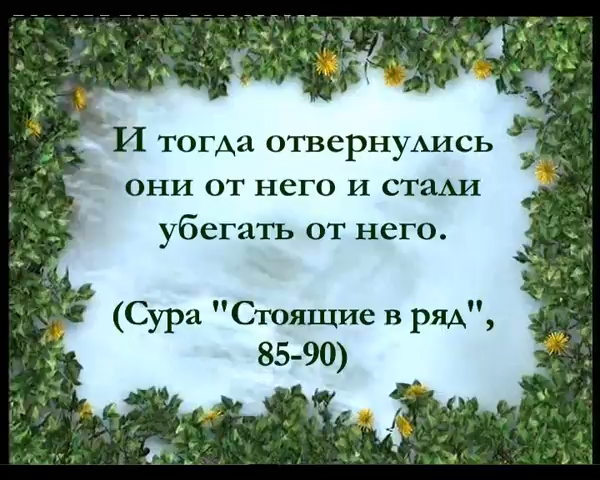 И тогда отвернулись
они от него и стали
убегать от него.
(Сура "Стоящие в ряд",
85-90)